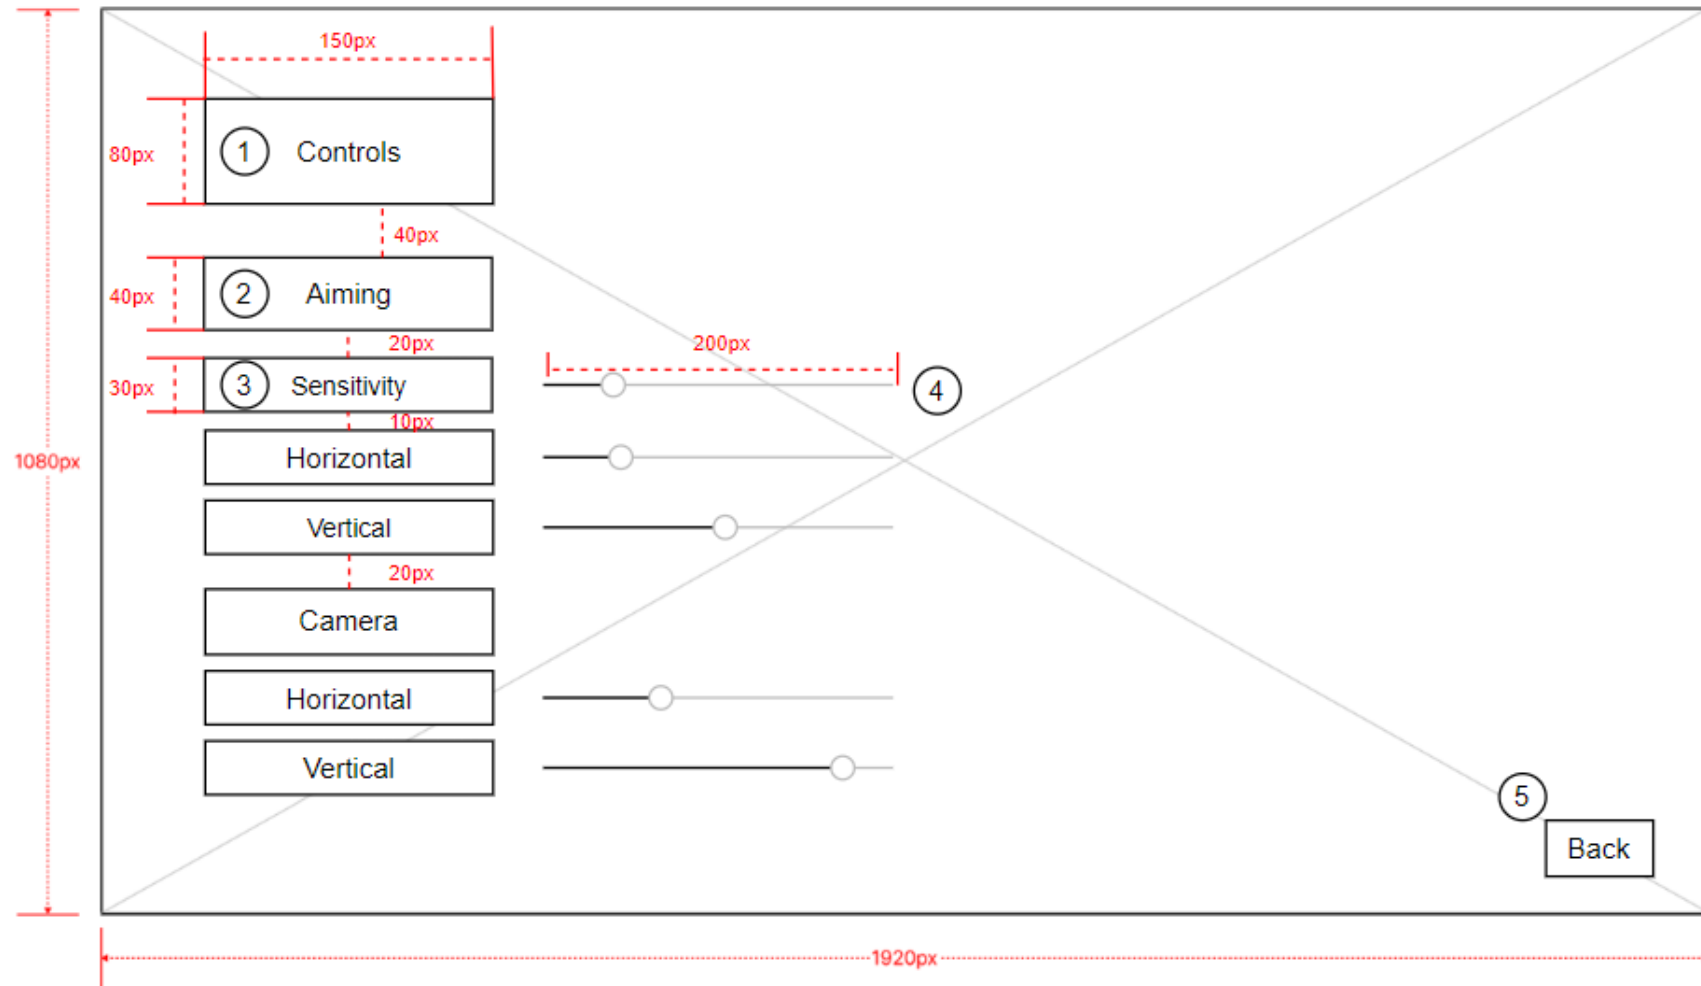 150px
80px
1 Controls
40px
40px
2 Aiming
20px
200px
30px
3 Sensitivity
4
10px
Horizontal
1080px
Vertical
20px
Camera
Horizontal
Vertical
5
Back
1920px